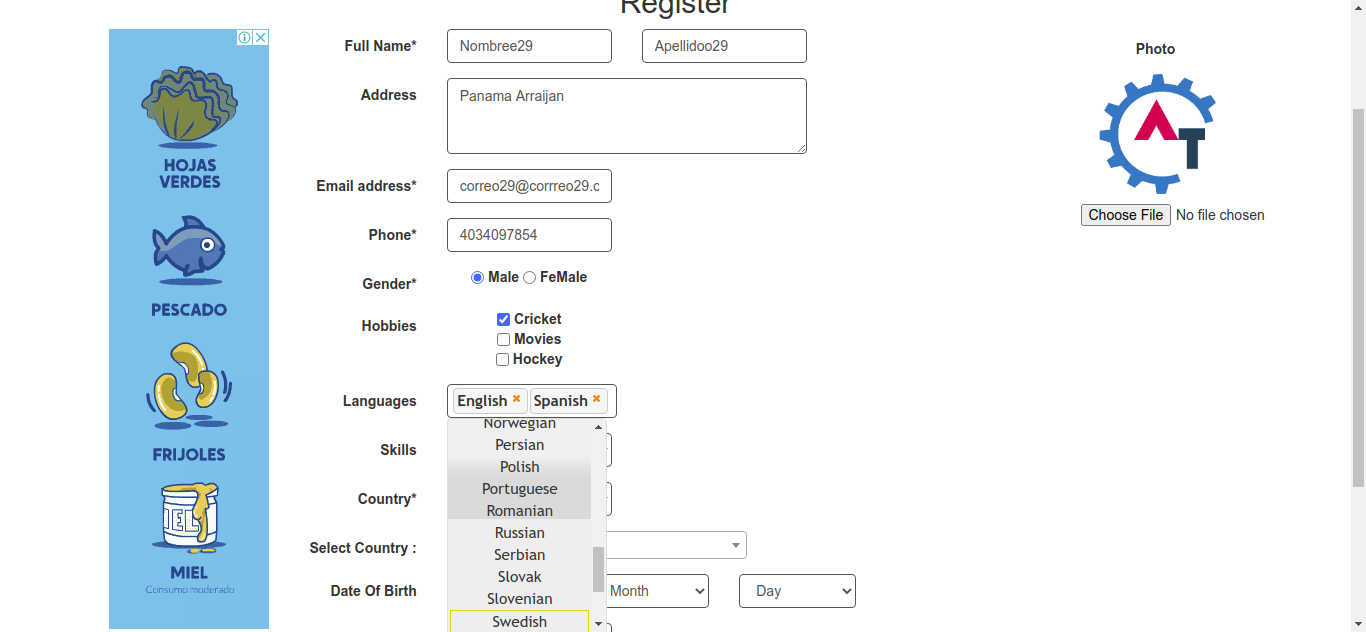 Register
Full Name*
Nombree29
Apellidoo29
Photo
Address
Panama Arraijan
AT
HOJAS
VERDES
Email address*
correo29@corrreo29.c
Choose File No file chosen
Phone*
4034097854
Gender*
Male FeMale
PESCADO
Hobbies
Cricket
Movies
Hockey
Languages
English Spanish
Norwegian
Persian
Polish
Portuguese
Romanian
Russian
Serbian
Slovak
Slovenian
Swedish
Skills
FRIJOLES
Country*
MIEL
Select Country :
MIEL
Consumo moderado
Date Of Birth
Month
Day